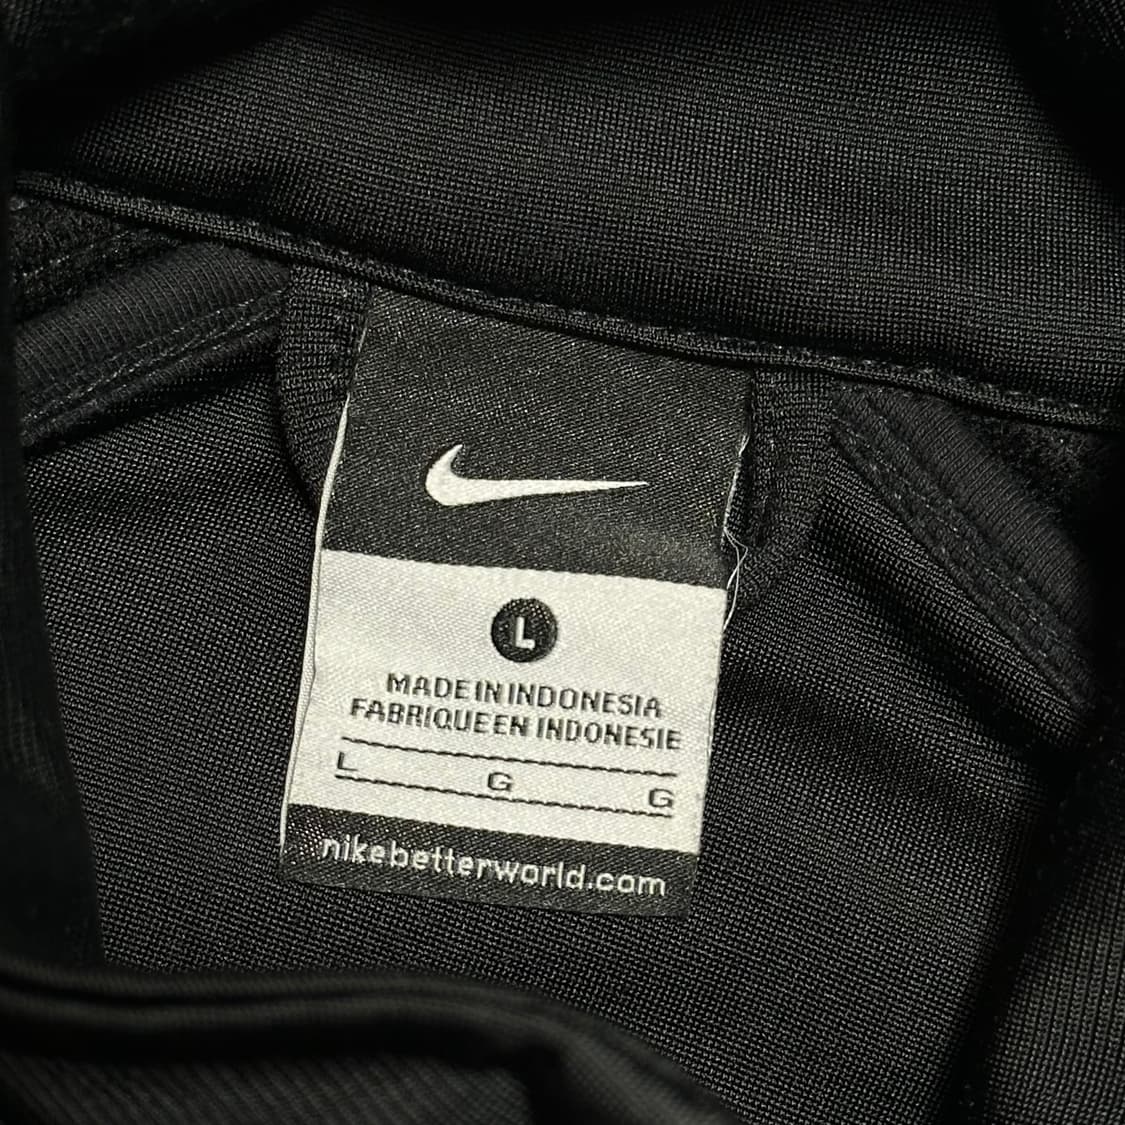 L
MADE IN INDONESIA
FABRIQUE EN INDONESIE
L G G
nikebetterworld.com